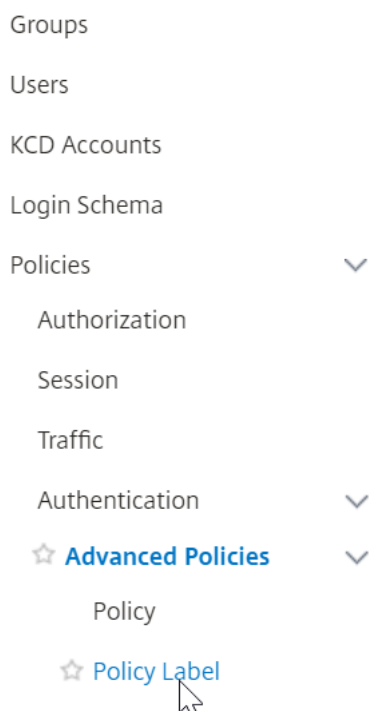 Groups
Users
KCD Accounts
Login Schema
Policies
Authorization
Session
Traffic
Authentication
Advanced Policies
Policy
Policy Label